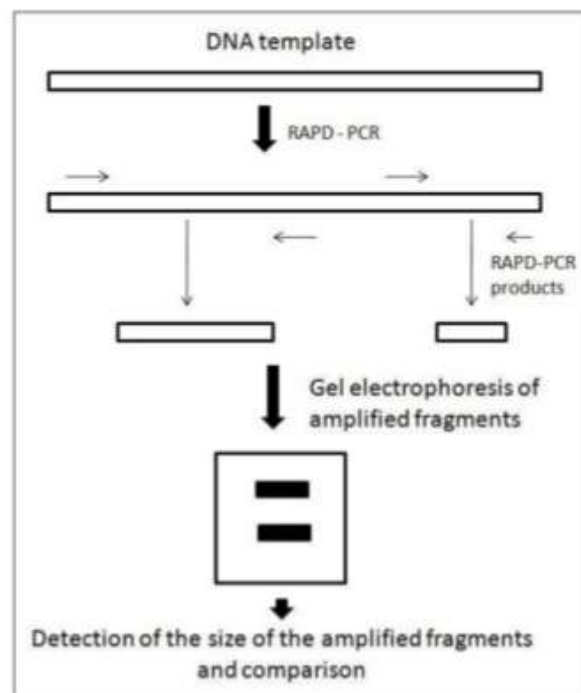 DNA template
RAPD - PCR
RAPD-PCR
products
Gel electrophoresis of
amplified fragments
Detection of the size of the amplified fragments
and comparison